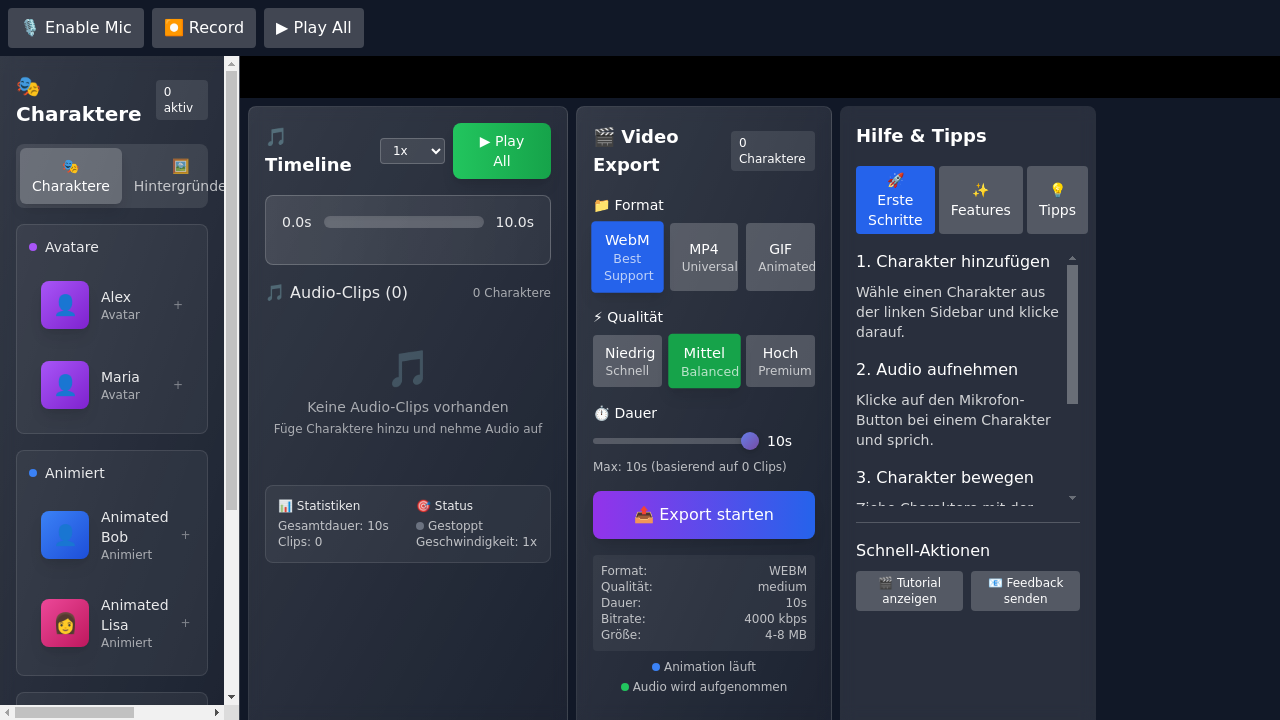 🎙️ Enable Mic
⏺️ Record
▶ Play All
🎭
Charaktere
0
aktiv
🎭
Charaktere
🖼️
Hintergründe
Avatare
Alex
Avatar
+
Maria
Avatar
+
Animiert
Animated
Bob
Animiert
+
Animated
Lisa
Animiert
+
🎵
Timeline
1x
▶ Play
All
0.0s
10.0s
🎵 Audio-Clips (0)
0 Charaktere
Keine Audio-Clips vorhanden
Füge Charaktere hinzu und nehme Audio auf
📊 Statistiken
Gesamtdauer: 10s
Clips: 0
🎯 Status
Gestoppt
Geschwindigkeit: 1x
🎬 Video
Export
0
Charaktere
📁 Format
WebM
Best
Support
MP4
Universal
GIF
Animated
⚡ Qualität
Niedrig
Schnell
Mittel
Balanced
Hoch
Premium
⏱️ Dauer
10s
Max: 10s (basierend auf 0 Clips)
📤 Export starten
Format: WEBM
Qualität: medium
Dauer: 10s
Bitrate: 4000 kbps
Größe: 4-8 MB
Animation läuft
Audio wird aufgenommen
Hilfe & Tipps
🚀
Erste
Schritte
✨
Features
💡
Tipps
1. Charakter hinzufügen
Wähle einen Charakter aus
der linken Sidebar und klicke
darauf.
2. Audio aufnehmen
Klicke auf den Mikrofon-
Button bei einem Charakter
und sprich.
3. Charakter bewegen
Ziehe Charaktere mit der
Schnell-Aktionen
🎬 Tutorial
anzeigen
📧 Feedback
senden